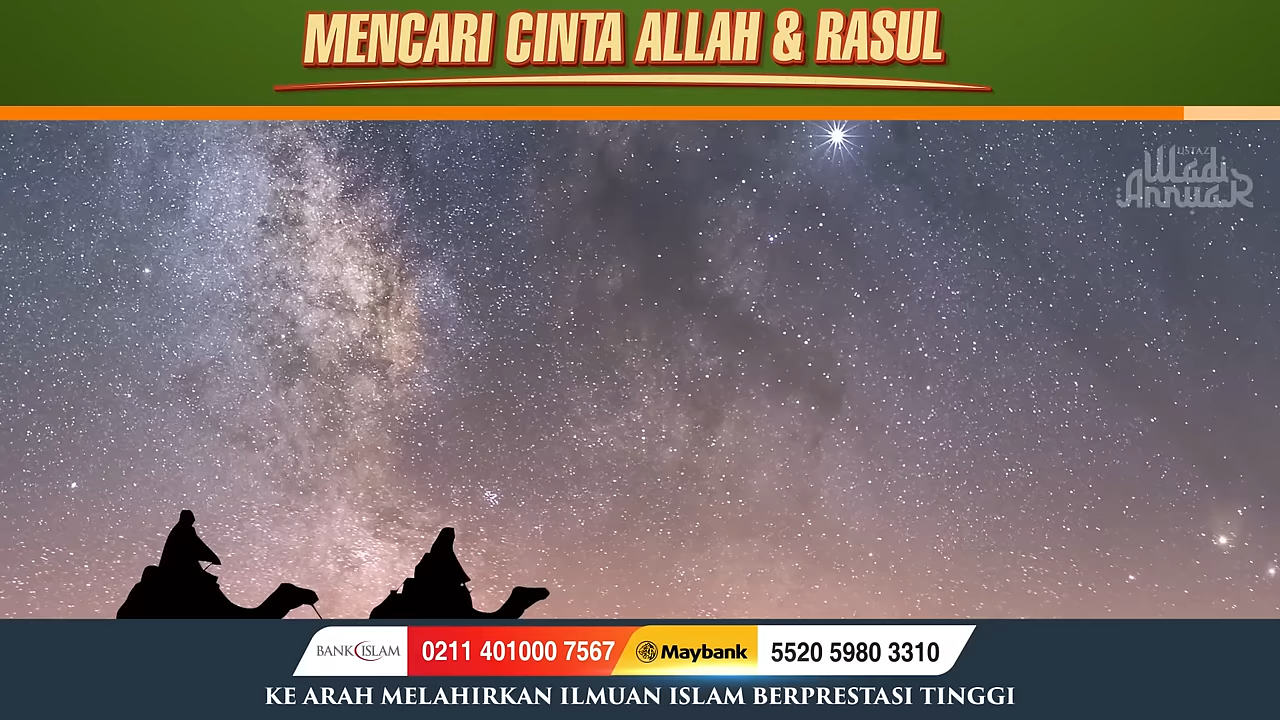 MENCARI CINTA ALLAH & RASUL
USTAZ
Wadi
Annuar
BANK ISLAM 0211 401000 7567 Maybank 5520 5980 3310
KE ARAH MELAHIRKAN ILMUAN ISLAM BERPRESTASI TINGGI